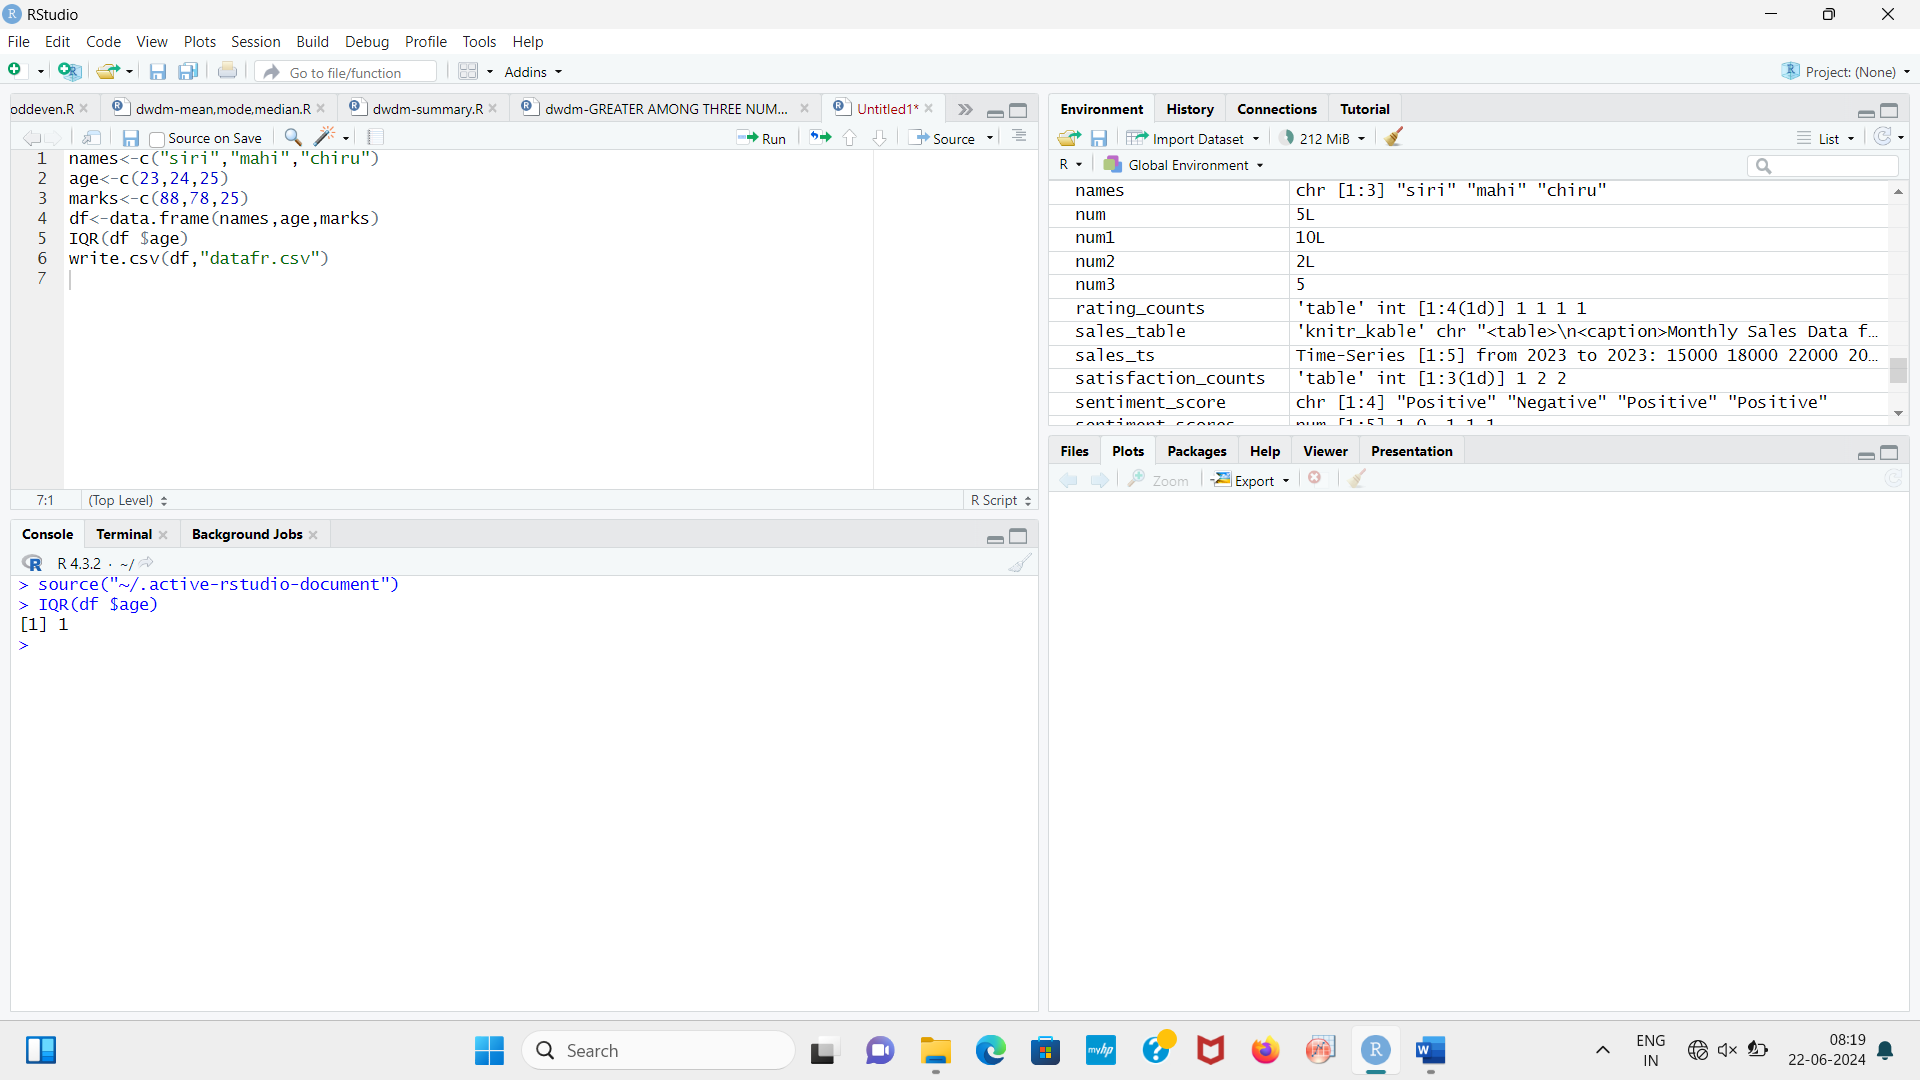 RStudio
File Edit Code View Plots Session Build Debug Profile Tools Help
Go to file/function Addins Project: (None)
oddeven.R dwdm-mean,mode,median.R dwdm-summary.R dwdm-GREATER AMONG THREE NUM... Untitled1*
Source on Save Run Source
1 names<-c("siri","mahi","chiru")
2 age<-c(23,24,25)
3 marks<-c(88,78,25)
4 df<-data.frame(names,age,marks)
5 IQR(df $age)
6 write.csv(df,"datafr.csv")
7
7:1 (Top Level) R Script
Console Terminal Background Jobs
R 4.3.2 · ~/
> source("~/.active-rstudio-document")
> IQR(df $age)
[1] 1
>
Environment History Connections Tutorial
Import Dataset 212 MiB List
R Global Environment
names chr [1:3] "siri" "mahi" "chiru"
num 5L
num1 10L
num2 2L
num3 5
rating_counts 'table' int [1:4(1d)] 1 1 1 1
sales_table 'knitr_kable' chr "<table>\n<caption>Monthly Sales Data f...
sales_ts Time-Series [1:5] from 2023 to 2023: 15000 18000 22000 20...
satisfaction_counts 'table' int [1:3(1d)] 1 2 2
sentiment_score chr [1:4] "Positive" "Negative" "Positive" "Positive"
sentiment_scores num [1:5]
Files Plots Packages Help Viewer Presentation
Zoom Export
Search myhp ENG 08:19
IN 22-06-2024